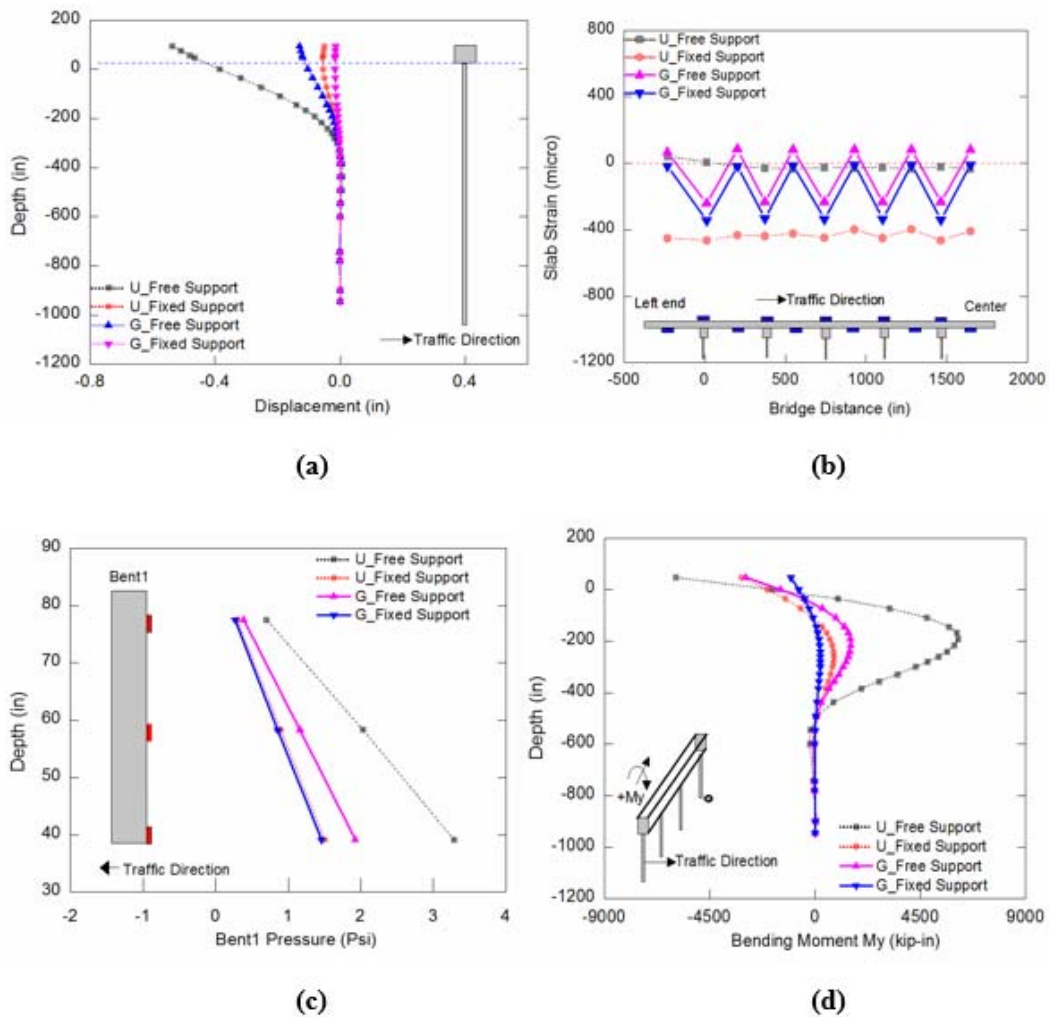 200
0
-200
-400
-600
-800
-1000
-1200
Depth (in)
-0.8
-0.4
0.0
0.4
Displacement (in)
U_Free Support
U_Fixed Support
G_Free Support
G_Fixed Support
Traffic Direction
(a)
800
400
0
-400
-800
-1200
Slab Strain (micro)
U_Free Support
U_Fixed Support
G_Free Support
G_Fixed Support
Left end
Traffic Direction
Center
-500
0
500
1000
1500
2000
Bridge Distance (in)
(b)
90
80
70
60
50
40
30
Depth (in)
Bent1
U_Free Support
U_Fixed Support
G_Free Support
G_Fixed Support
Traffic Direction
-2
-1
0
1
2
3
4
Bent1 Pressure (Psi)
(c)
200
0
-200
-400
-600
-800
-1000
-1200
Depth (in)
+My
Traffic Direction
U_Free Support
U_Fixed Support
G_Free Support
G_Fixed Support
-9000
-4500
0
4500
9000
Bending Moment My (kip-in)
(d)